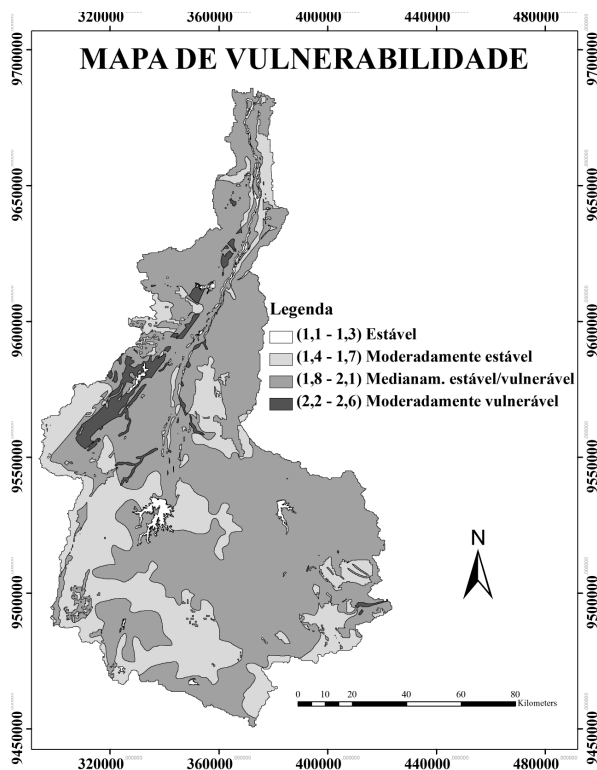 320000 360000 400000 440000 480000
MAPA DE VULNERABILIDADE
9700000 9700000
9650000 9650000
9600000 9600000
9550000 9550000
9500000 9500000
9450000 9450000
Legenda
(1,1 - 1,3) Estável
(1,4 - 1,7) Moderadamente estável
(1,8 - 2,1) Medianam. estável/vulnerável
(2,2 - 2,6) Moderadamente vulnerável
N
0 10 20 40 60 80
Kilometers
320000 360000 400000 440000 480000